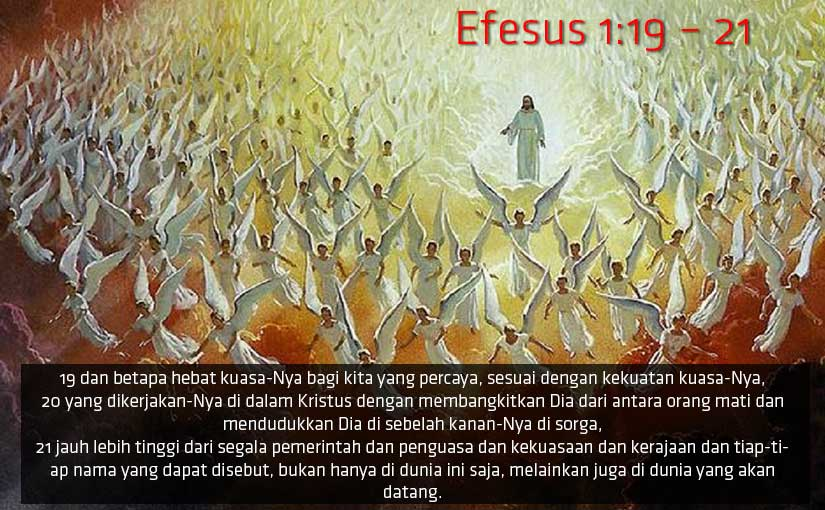 Efesus 1:19 – 21
19 dan betapa hebat kuasa-Nya bagi kita yang percaya, sesuai dengan kekuatan kuasa-Nya,
20 yang dikerjakan-Nya di dalam Kristus dengan membangkitkan Dia dari antara orang mati dan
mendudukkan Dia di sebelah kanan-Nya di sorga,
21 jauh lebih tinggi dari segala pemerintah dan penguasa dan kekuasaan dan kerajaan dan tiap-ti-
ap nama yang dapat disebut, bukan hanya di dunia ini saja, melainkan juga di dunia yang akan
datang.